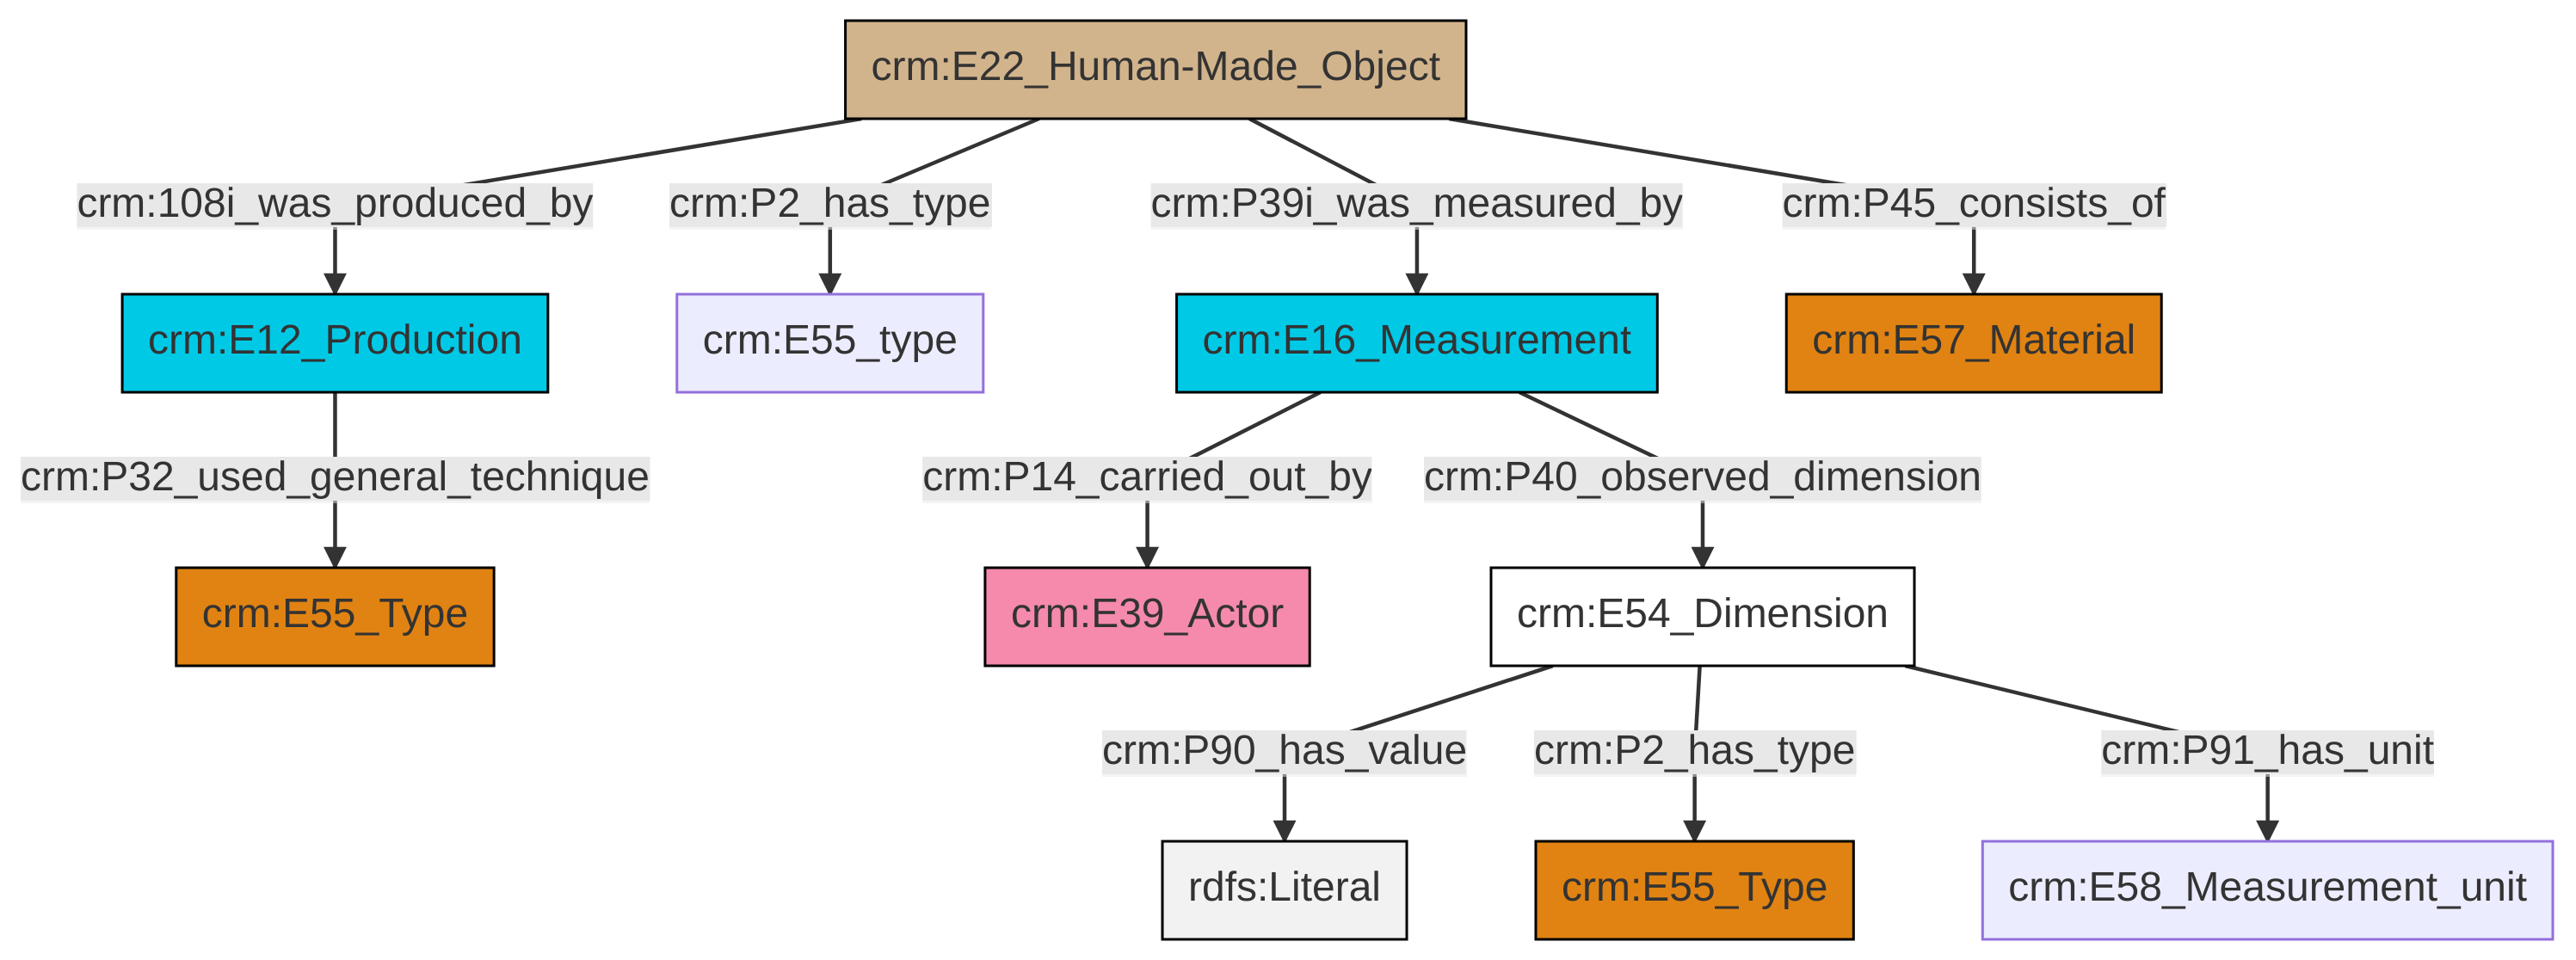 crm:E22_Human-Made_Object
crm:108i_was_produced_by
crm:P2_has_type
crm:P39i_was_measured_by
crm:P45_consists_of
crm:E12_Production
crm:E55_type
crm:E16_Measurement
crm:E57_Material
crm:P32_used_general_technique
crm:P14_carried_out_by
crm:P40_observed_dimension
crm:E55_Type
crm:E39_Actor
crm:E54_Dimension
crm:P90_has_value
crm:P2_has_type
crm:P91_has_unit
rdfs:Literal
crm:E55_Type
crm:E58_Measurement_unit